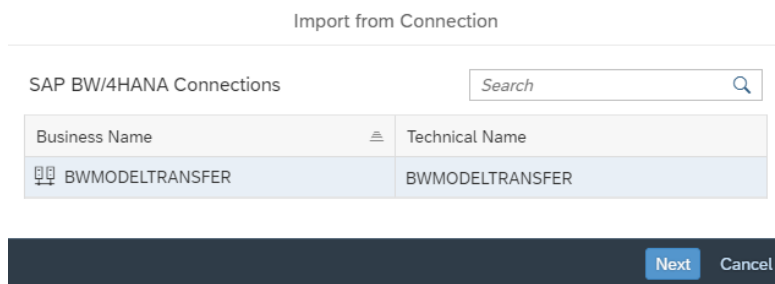 Import from Connection
SAP BW/4HANA Connections
Search
Business Name
Technical Name
BWMODELTRANSFER
BWMODELTRANSFER
Next
Cancel